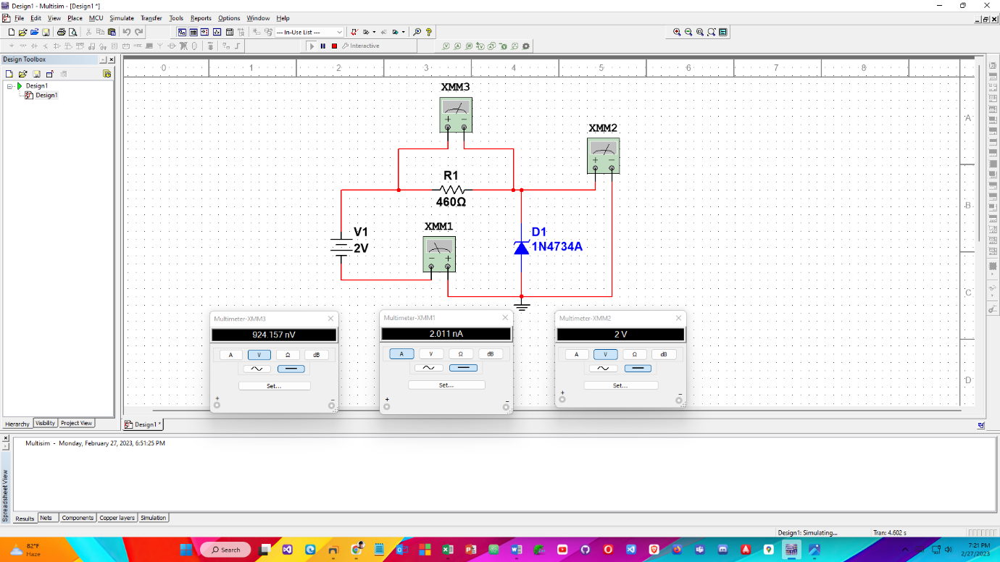 Design1 - Multisim - [Design1 *]
File Edit View Place MCU Simulate Transfer Tools Reports Options Window Help
--- In-Use List ---
Interactive
Design Toolbox
0 1 2 3 4 5 6 7 8
Design1
Design1
XMM3
A
XMM2
R1
460Ω
B
XMM1
V1
2V
D1
1N4734A
C
Multimeter-XMM3
924.157 nV
A V Ω dB
Set...
+ −
Multimeter-XMM1
2.011 nA
A V Ω dB
Set...
+ −
Multimeter-XMM2
2 V
A V Ω dB
Set...
+ −
D
Hierarchy Visibility Project View
Design1 *
Multisim - Monday, February 27, 2023, 6:51:25 PM
Spreadsheet View
Results Nets Components Copper layers Simulation
Design1: Simulating... Tran: 4.602 s
82°F
Haze
Search
7:21 PM
2/27/2023